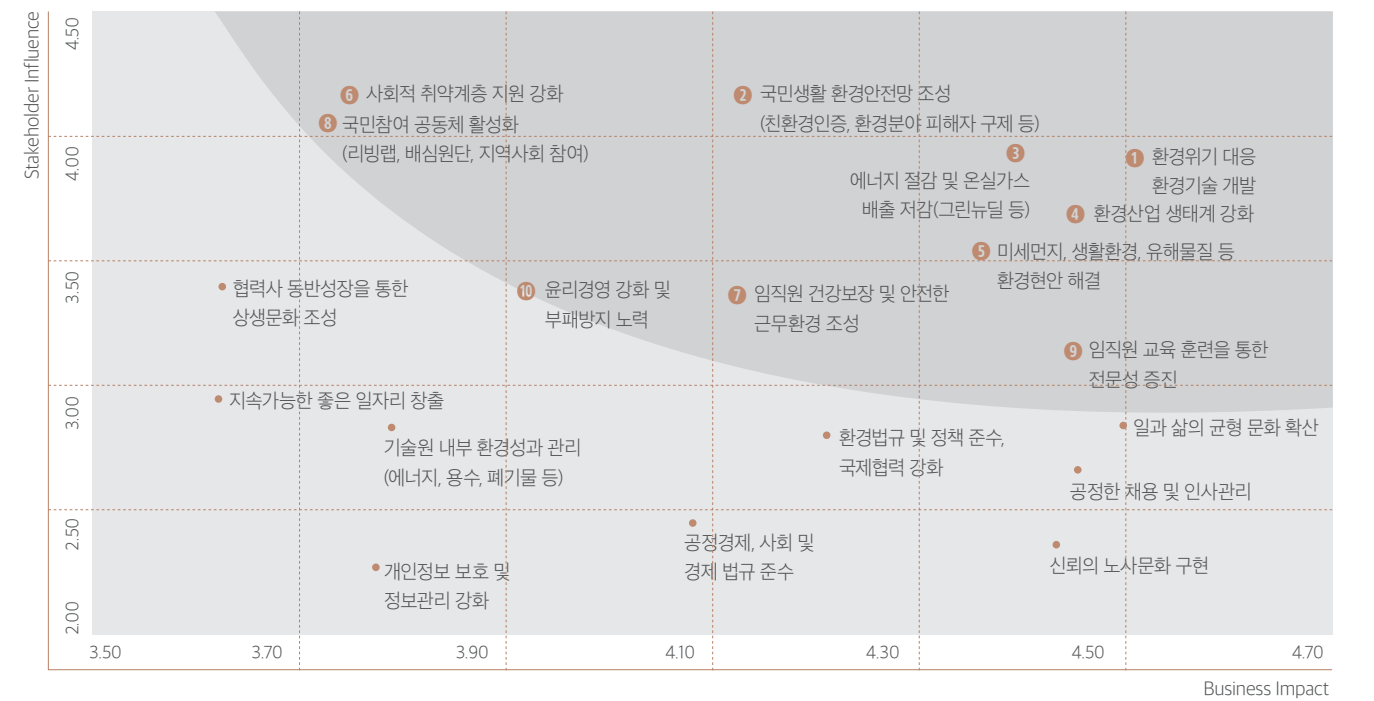 Stakeholder Influence
4.50
4.00
3.50
3.00
2.50
2.00
6 사회적 취약계층 지원 강화
8 국민참여 공동체 활성화
(리빙랩, 배심원단, 지역사회 참여)
2 국민생활 환경안전망 조성
(친환경인증, 환경분야 피해자 구제 등)
3
에너지 절감 및 온실가스
배출 저감(그린뉴딜 등)
1 환경위기 대응
환경기술 개발
4 환경산업 생태계 강화
5 미세먼지, 생활환경, 유해물질 등
환경현안 해결
• 협력사 동반성장을 통한
상생문화 조성
10 윤리경영 강화 및
부패방지 노력
7 임직원 건강보장 및 안전한
근무환경 조성
9 임직원 교육 훈련을 통한
전문성 증진
• 지속가능한 좋은 일자리 창출
기술원 내부 환경성과 관리
(에너지, 용수, 폐기물 등)
• 환경법규 및 정책 준수,
국제협력 강화
• 일과 삶의 균형 문화 확산
공정한 채용 및 인사관리
공정경제, 사회 및
경제 법규 준수
신뢰의 노사문화 구현
• 개인정보 보호 및
정보관리 강화
3.50 3.70 3.90 4.10 4.30 4.50 4.70
Business Impact